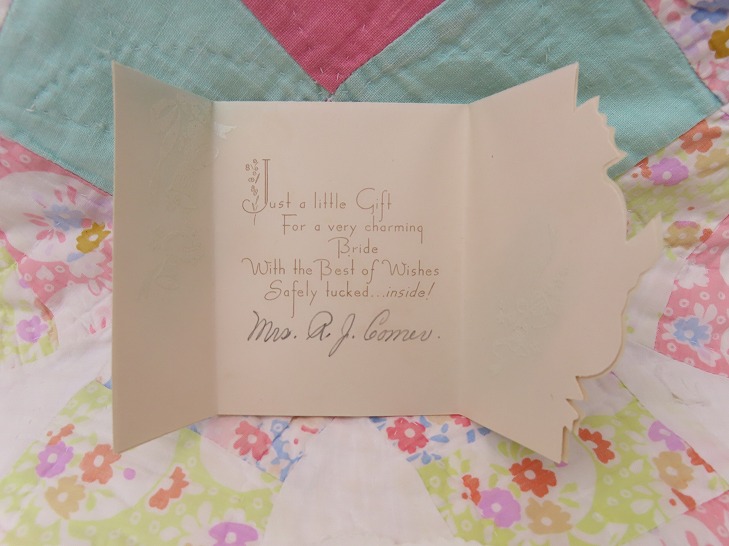 Just a little Gift
For a very charming
Bride
With the Best of Wishes
Safely tucked...inside!
Mrs. R. J. Comer.